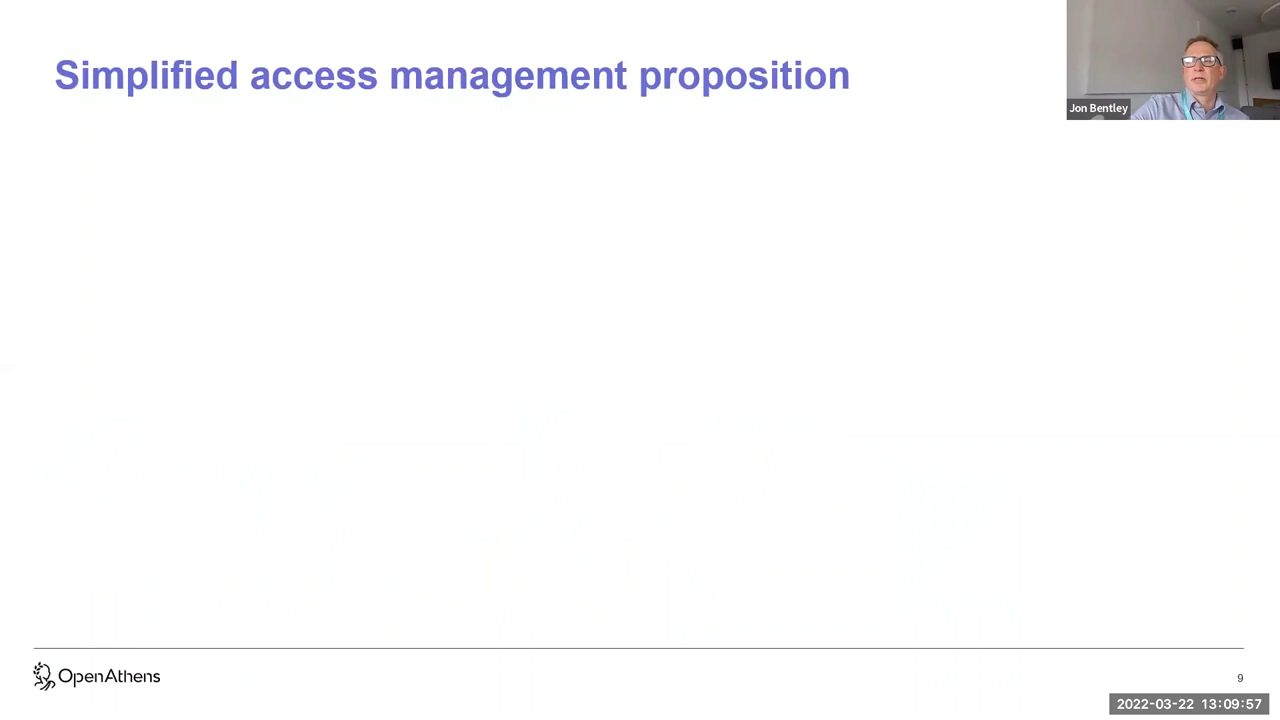 Simplified access management proposition
Jon Bentley
OpenAthens
9
2022-03-22 13:09:57